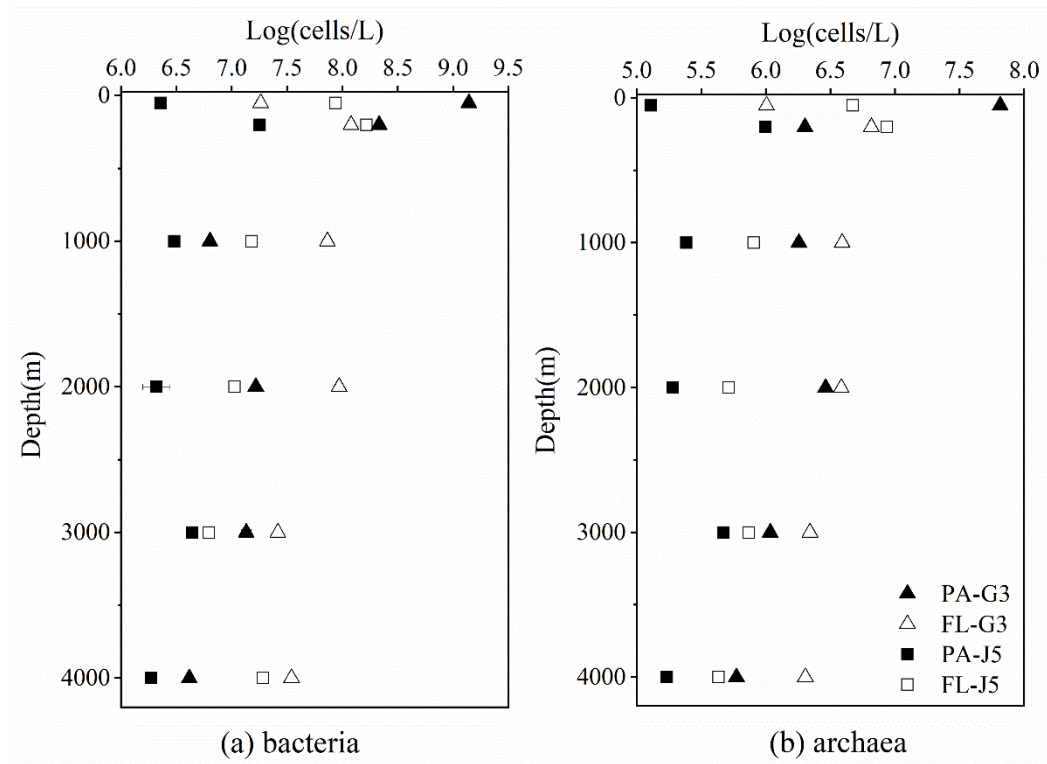 Log(cells/L)
6.0 6.5 7.0 7.5 8.0 8.5 9.0 9.5
0
1000
2000
3000
4000
Depth(m)
(a) bacteria
Log(cells/L)
5.0 5.5 6.0 6.5 7.0 7.5 8.0
0
1000
2000
3000
4000
Depth(m)
PA-G3
FL-G3
PA-J5
FL-J5
(b) archaea